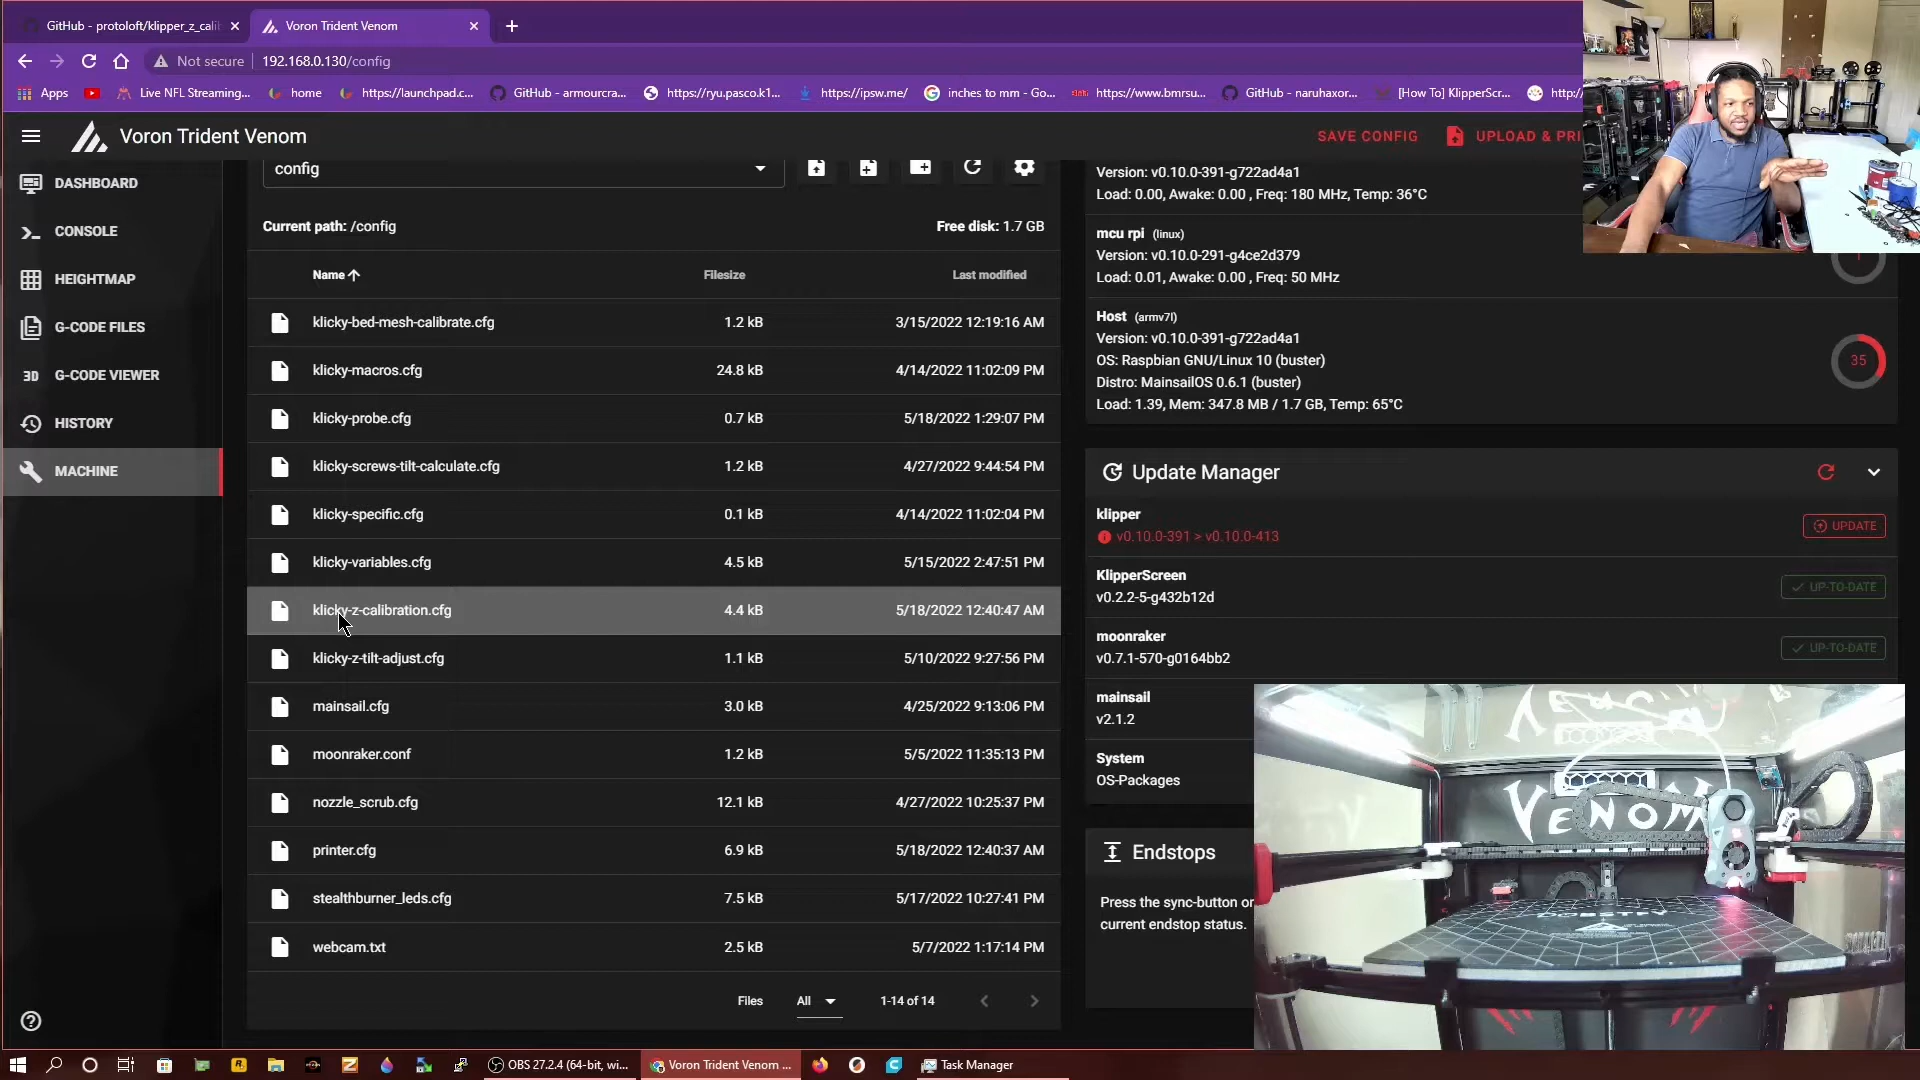 GitHub - protoloft/klipper_z_cali
Voron Trident Venom
Not secure
192.168.0.130/config
Apps
Live NFL Streaming...
home
https://launchpad.c...
GitHub - armourcra...
https://ryu.pasco.k1...
https://ipsw.me/
inches to mm - Go...
https://www.bmrsu...
GitHub - naruhaxor...
[How To] KlipperScr...
http:/
Voron Trident Venom
SAVE CONFIG
UPLOAD & PRI
DASHBOARD
CONSOLE
HEIGHTMAP
G-CODE FILES
3D G-CODE VIEWER
HISTORY
MACHINE
config
Current path: /config
Free disk: 1.7 GB
Name
Filesize
Last modified
klicky-bed-mesh-calibrate.cfg 1.2 kB 3/15/2022 12:19:16 AM
klicky-macros.cfg 24.8 kB 4/14/2022 11:02:09 PM
klicky-probe.cfg 0.7 kB 5/18/2022 1:29:07 AM
klicky-screws-tilt-calculate.cfg 1.2 kB 4/27/2022 9:44:54 PM
klicky-specific.cfg 0.1 kB 4/14/2022 11:02:04 PM
klicky-variables.cfg 4.5 kB 5/15/2022 2:47:51 PM
klicky-z-calibration.cfg 4.4 kB 5/18/2022 12:40:47 AM
klicky-z-tilt-adjust.cfg 1.1 kB 5/10/2022 9:27:56 PM
mainsail.cfg 3.0 kB 4/25/2022 9:13:06 PM
moonraker.conf 1.2 kB 5/5/2022 11:35:13 PM
nozzle_scrub.cfg 12.1 kB 4/27/2022 10:25:37 PM
printer.cfg 6.9 kB 5/18/2022 12:40:37 AM
stealthburner_leds.cfg 7.5 kB 5/17/2022 10:27:41 PM
webcam.txt 2.5 kB 5/7/2022 1:17:14 PM
Files
All
1-14 of 14
Version: v0.10.0-391-g722ad4a1
Load: 0.00, Awake: 0.00 , Freq: 180 MHz, Temp: 36°C
mcu rpi (linux)
Version: v0.10.0-291-g4ce2d379
Load: 0.01, Awake: 0.00 , Freq: 50 MHz
1
Host (armv7l)
Version: v0.10.0-391-g722ad4a1
OS: Raspbian GNU/Linux 10 (buster)
Distro: MainsailOS 0.6.1 (buster)
Load: 1.39, Mem: 347.8 MB / 1.7 GB, Temp: 65°C
35
Update Manager
klipper
v0.10.0-391 > v0.10.0-413
UPDATE
KlipperScreen
v0.2.2-5-g432b12d
UP-TO-DATE
moonraker
v0.7.1-570-g0164bb2
UP-TO-DATE
mainsail
v2.1.2
System
OS-Packages
Endstops
Press the sync-button or
current endstop status.
VENOM
OBS 27.2.4 (64-bit, wi...
Voron Trident Venom ...
Task Manager